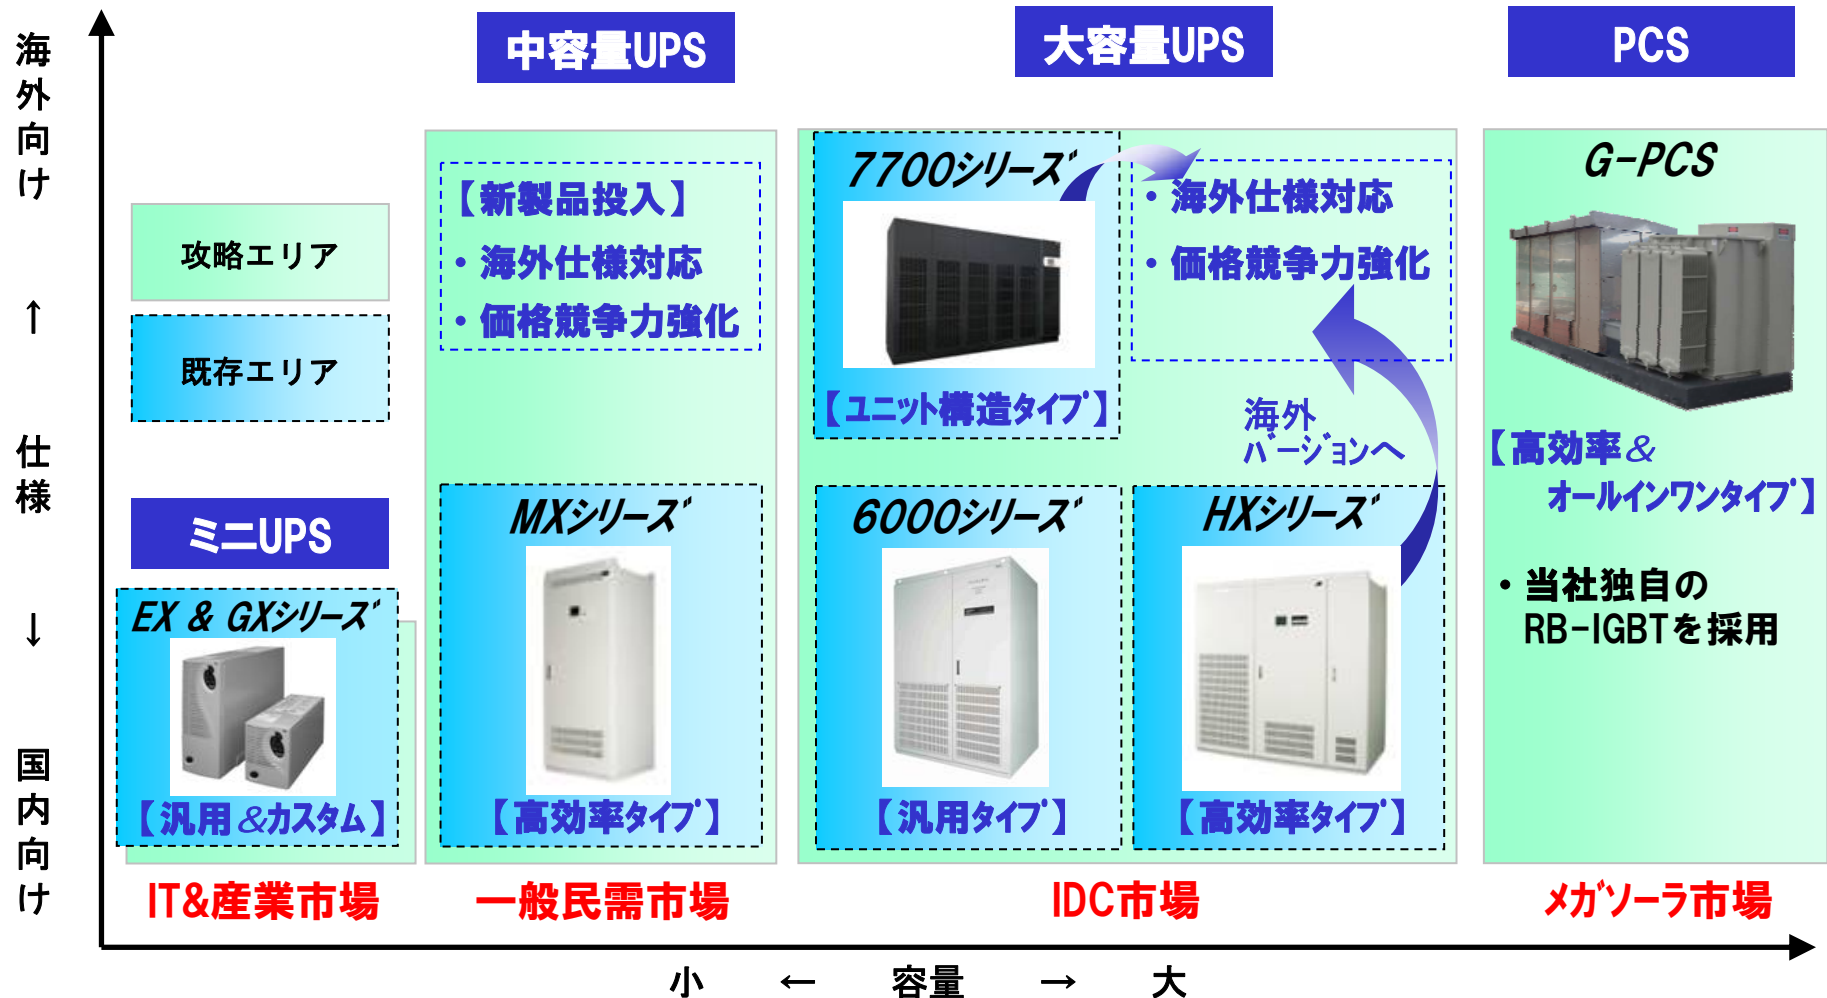 海外向け
↑
仕様
↓
国内向け
中容量UPS
大容量UPS
PCS
攻略エリア
既存エリア
【新製品投入】
・海外仕様対応
・価格競争力強化
7700シリーズ
【ユニット構造タイプ】
・海外仕様対応
・価格競争力強化
海外
バージョンへ
G-PCS
【高効率&
オールインワンタイプ】
・当社独自の
RB-IGBTを採用
ミニUPS
EX & GXシリーズ
【汎用&カスタム】
MXシリーズ
【高効率タイプ】
6000シリーズ
【汎用タイプ】
HXシリーズ
【高効率タイプ】
IT&産業市場
一般民需市場
IDC市場
メガソーラ市場
小 ← 容量 → 大